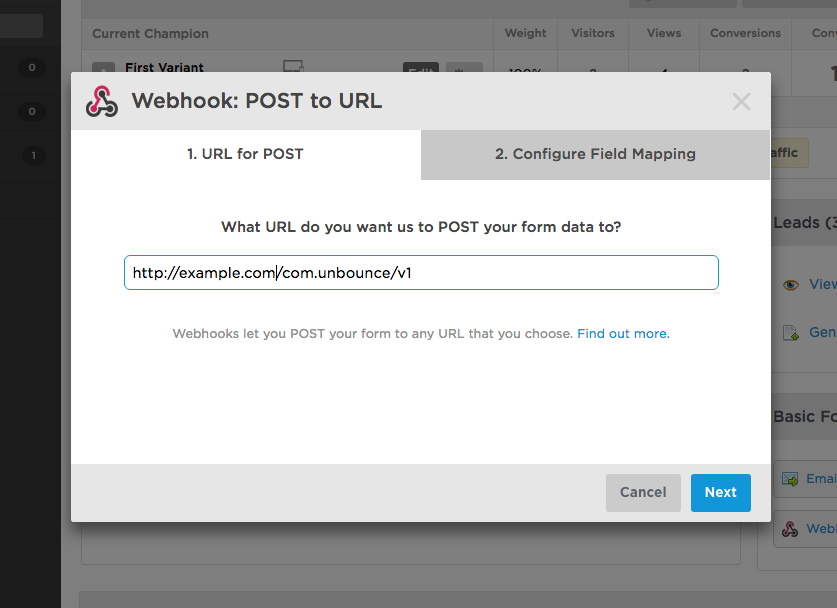 Current Champion
Weight
Visitors
Views
Conversions
0
First Variant
Edit
100%
Webhook: POST to URL
0
1. URL for POST
2. Configure Field Mapping
1
What URL do you want us to POST your form data to?
Leads (3
http://example.com/com.unbounce/v1
View
Webhooks let you POST your form to any URL that you choose. Find out more.
Gen
Basic Fo
Cancel
Next
Emai
Web